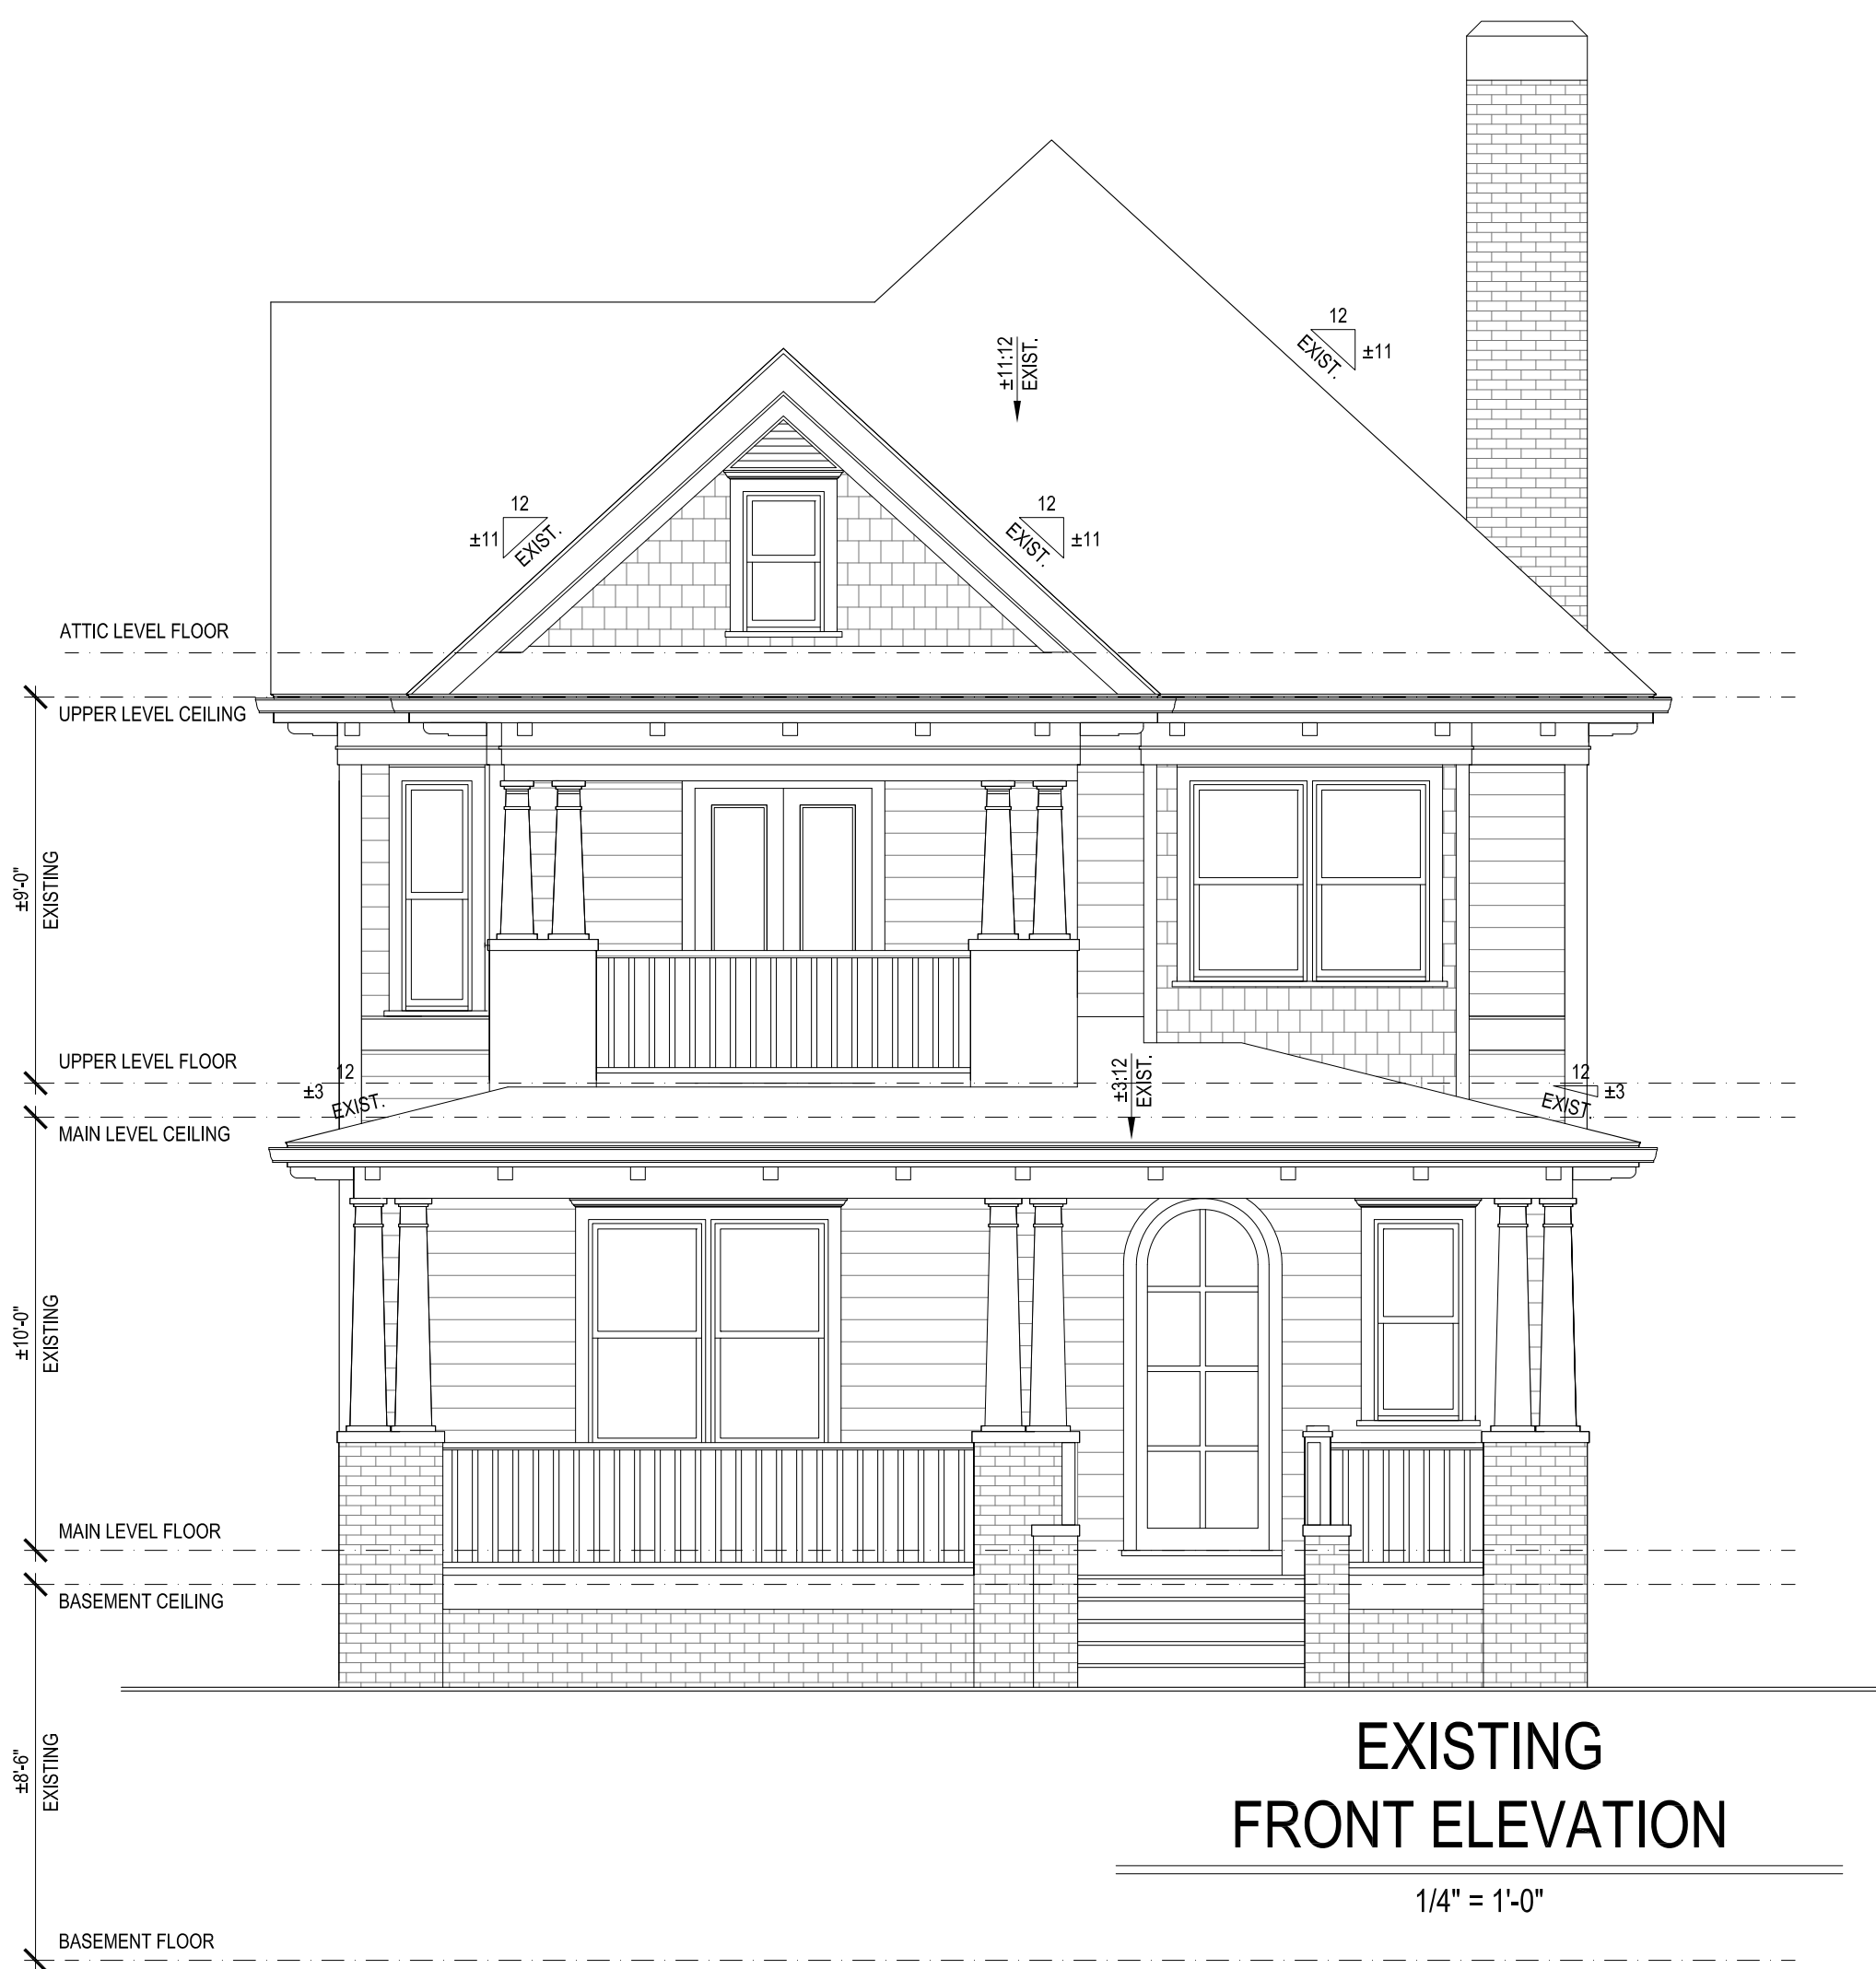 12
±11
EXIST.
±11:12
EXIST.
12
±11
EXIST.
12
±11
EXIST.
ATTIC LEVEL FLOOR
UPPER LEVEL CEILING
±9'-0"
EXISTING
UPPER LEVEL FLOOR
12
±3
EXIST.
±3:12
EXIST.
12
±3
EXIST.
MAIN LEVEL CEILING
±10'-0"
EXISTING
MAIN LEVEL FLOOR
BASEMENT CEILING
±8'-6"
EXISTING
EXISTING
FRONT ELEVATION
1/4" = 1'-0"
BASEMENT FLOOR